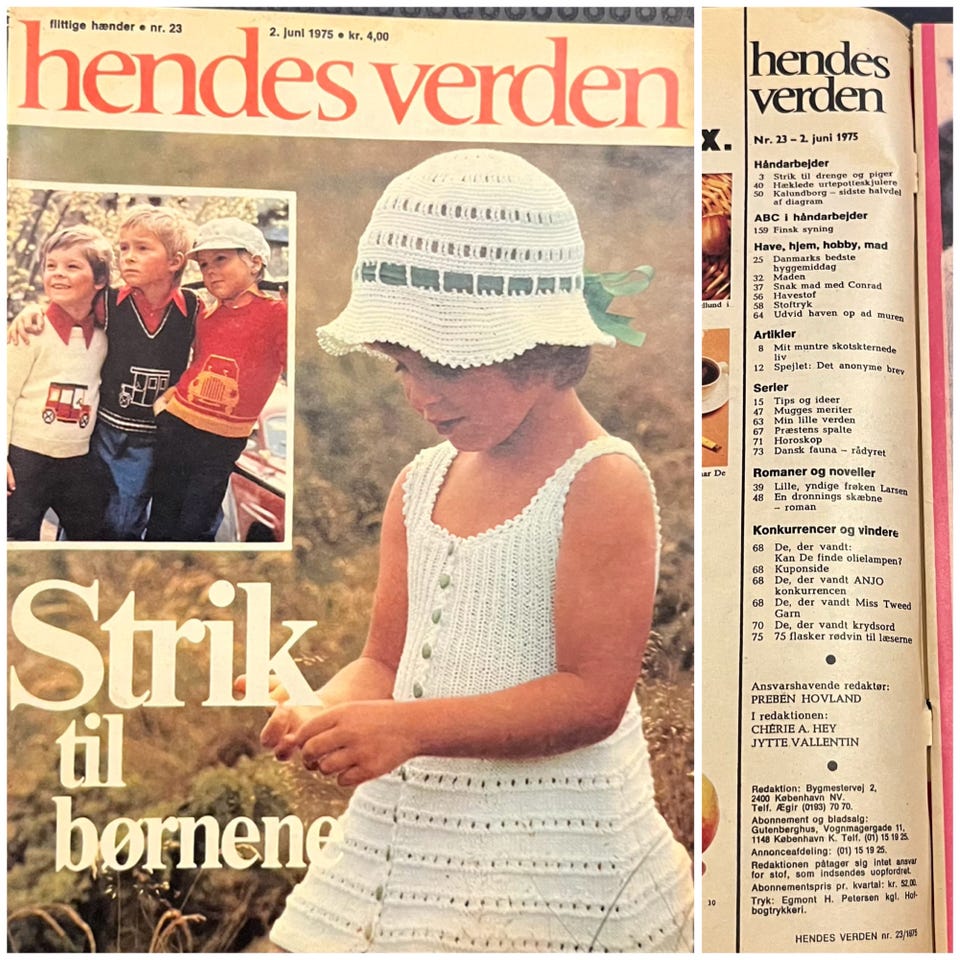 flittige hænder • nr. 23
2. juni 1975 • kr. 4,00
hendes verden
Strik
til
børnene
x.
30
hendes
verden
Nr. 23 – 2. juni 1975
Håndarbejder
3 Strik til drenge og piger
40 Hæklede urtepotteskjulere
50 Kalundborg – sidste halvdel
af diagram
ABC i håndarbejder
159 Finsk syning
Have, hjem, hobby, mad
25 Danmarks bedste
hyggemiddag
32 Maden
37 Snak mad med Conrad
56 Havestof
58 Stoftryk
64 Udvid haven op ad muren
Artikler
8 Mit muntre skotskternede
liv
12 Spejlet: Det anonyme brev
Serier
15 Tips og ideer
47 Mugges meriter
63 Min lille verden
67 Præstens spalte
71 Horoskop
73 Dansk fauna – rådyret
Romaner og noveller
39 Lille, yndige frøken Larsen
48 En dronnings skæbne
– roman
Konkurrencer og vindere
68 De, der vandt:
Kan De finde olielampen?
68 Kuponside
68 De, der vandt ANJO
konkurrencen
68 De, der vandt Miss Tweed
Garn
70 De, der vandt krydsord
75 75 flasker rødvin til læserne
Ansvarshavende redaktør:
PREBEN HOVLAND
I redaktionen:
CHÉRIE A. HEY
JYTTE VALLENTIN
Redaktion: Bygmestervej 2,
2400 København NV.
Telf. Ægir (0193) 70 70.
Abonnement og bladsalg:
Gutenberghus, Vognmagergade 11,
1148 København K. Telf. (01) 15 19 25.
Annonceafdeling: (01) 15 19 25.
Redaktionen påtager sig intet ansvar
for stof, som indsendes uopfordret.
Abonnementspris pr. kvartal: kr. 52,00.
Tryk: Egmont H. Petersen kgl. Hof-
bogtrykkeri.
HENDES VERDEN nr. 23/1975